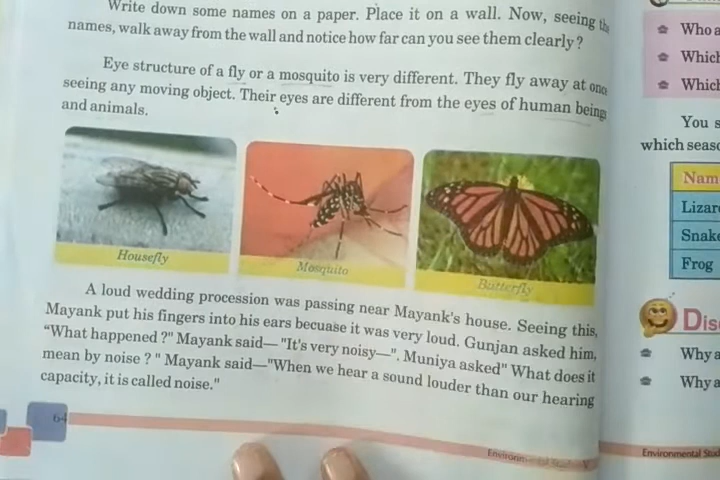 Write down some names on a paper. Place it on a wall. Now, seeing the
names, walk away from the wall and notice how far can you see them clearly?
Eye structure of a fly or a mosquito is very different. They fly away at once
seeing any moving object. Their eyes are different from the eyes of human beings
and animals.
Housefly
Mosquito
Butterfly
A loud wedding procession was passing near Mayank's house. Seeing this,
Mayank put his fingers into his ears becuase it was very loud. Gunjan asked him,
"What happened ?" Mayank said— "It's very noisy—". Muniya asked" What does it
mean by noise ? " Mayank said—"When we hear a sound louder than our hearing
capacity, it is called noise."
64
Who a
Which
Which
You s
which seaso
Nam
Lizar
Snake
Frog
Dis
Why a
Why a
Environmental Stud